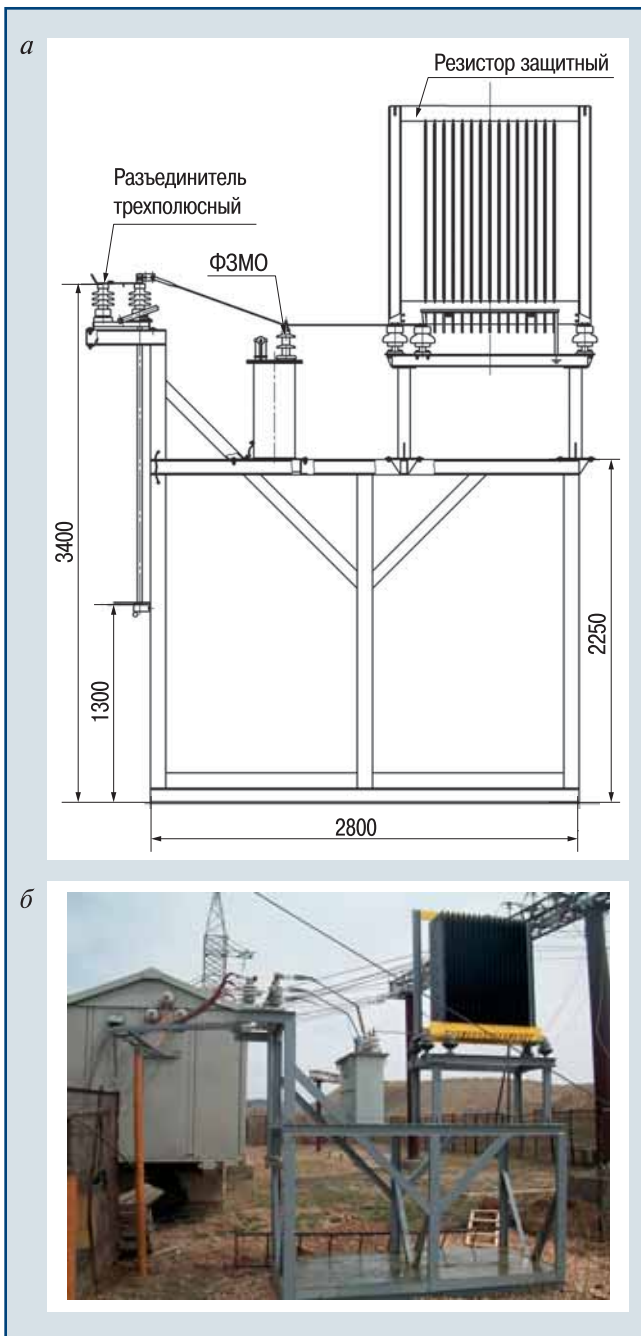 а
Резистор защитный
Разъединитель
трехполюсный
ФЗМО
3400
1300
2250
2800
б